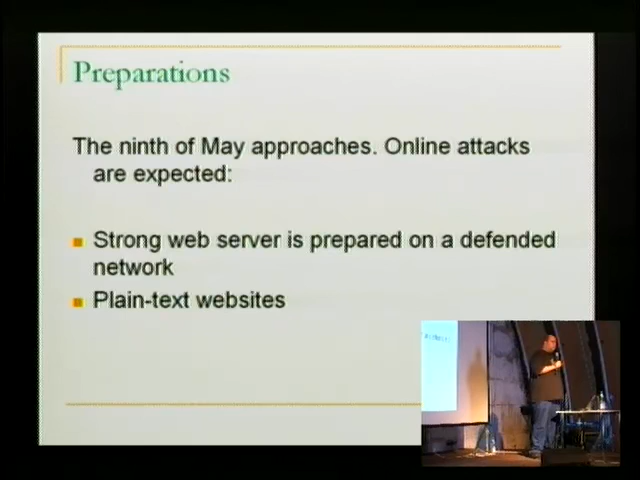 Preparations
The ninth of May approaches. Online attacks
are expected:
Strong web server is prepared on a defended
network
Plain-text websites